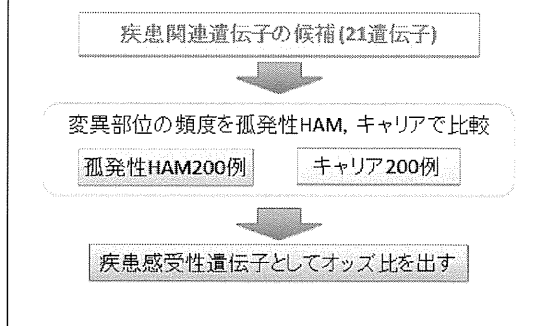 疾患関連遺伝子の候補(21遺伝子)
変異部位の頻度を孤発性HAM, キャリアで比較
孤発性HAM200例 キャリア200例
疾患感受性遺伝子としてオッズ比を出す